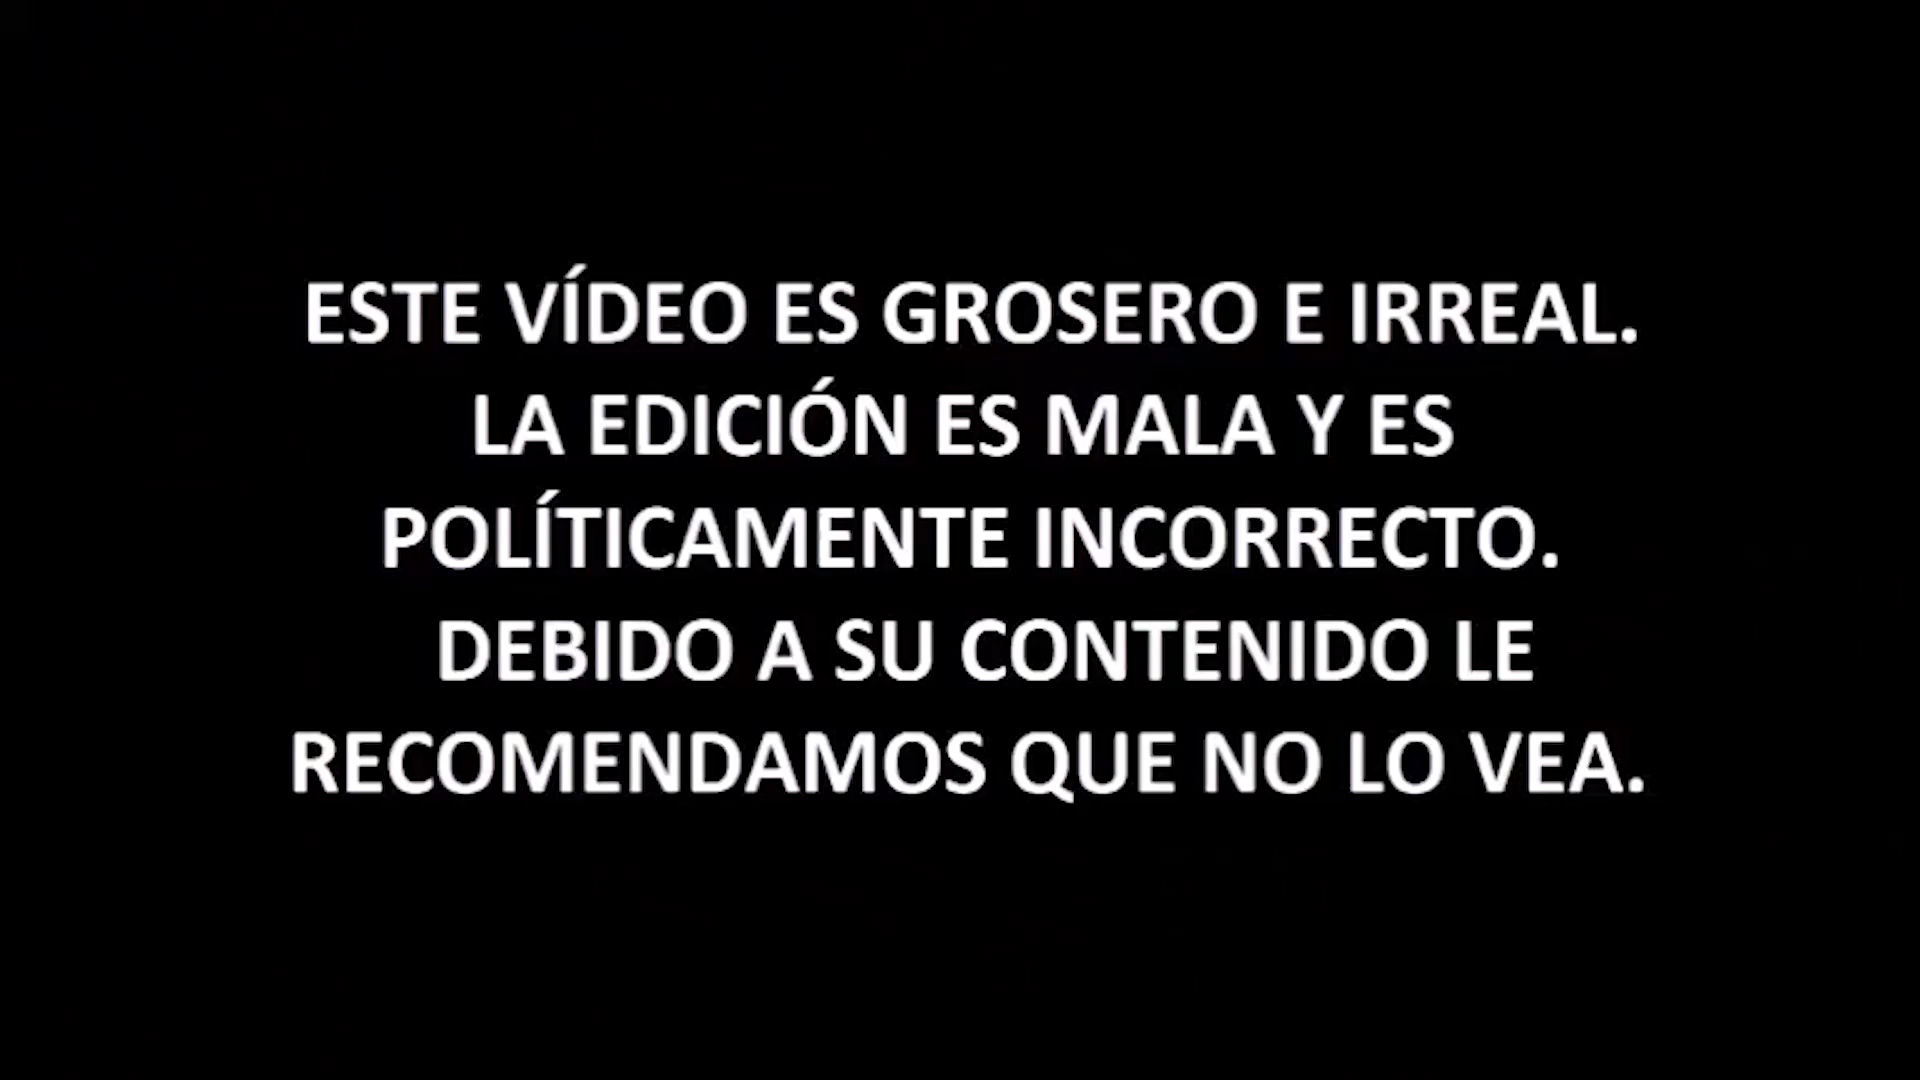 ESTE VÍDEO ES GROSERO E IRREAL.
LA EDICIÓN ES MALA Y ES
POLÍTICAMENTE INCORRECTO.
DEBIDO A SU CONTENIDO LE
RECOMENDAMOS QUE NO LO VEA.